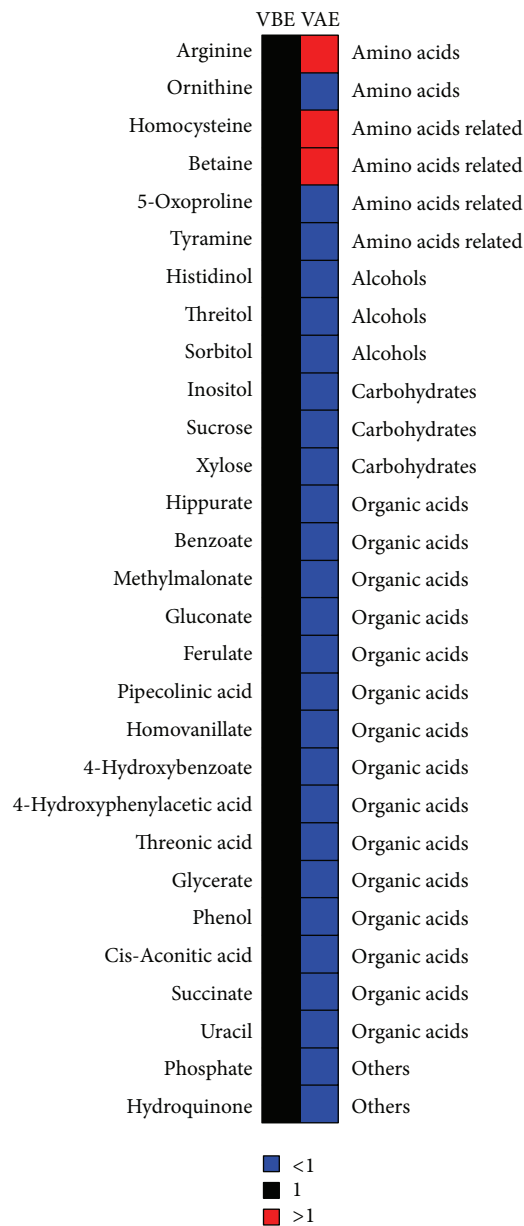 VBE VAE
Arginine Amino acids
Ornithine Amino acids
Homocysteine Amino acids related
Betaine Amino acids related
5-Oxoproline Amino acids related
Tyramine Amino acids related
Histidinol Alcohols
Threitol Alcohols
Sorbitol Alcohols
Inositol Carbohydrates
Sucrose Carbohydrates
Xylose Carbohydrates
Hippurate Organic acids
Benzoate Organic acids
Methylmalonate Organic acids
Gluconate Organic acids
Ferulate Organic acids
Pipecolinic acid Organic acids
Homovanillate Organic acids
4-Hydroxybenzoate Organic acids
4-Hydroxyphenylacetic acid Organic acids
Threonic acid Organic acids
Glycerate Organic acids
Phenol Organic acids
Cis-Aconitic acid Organic acids
Succinate Organic acids
Uracil Organic acids
Phosphate Others
Hydroquinone Others
<1
1
>1